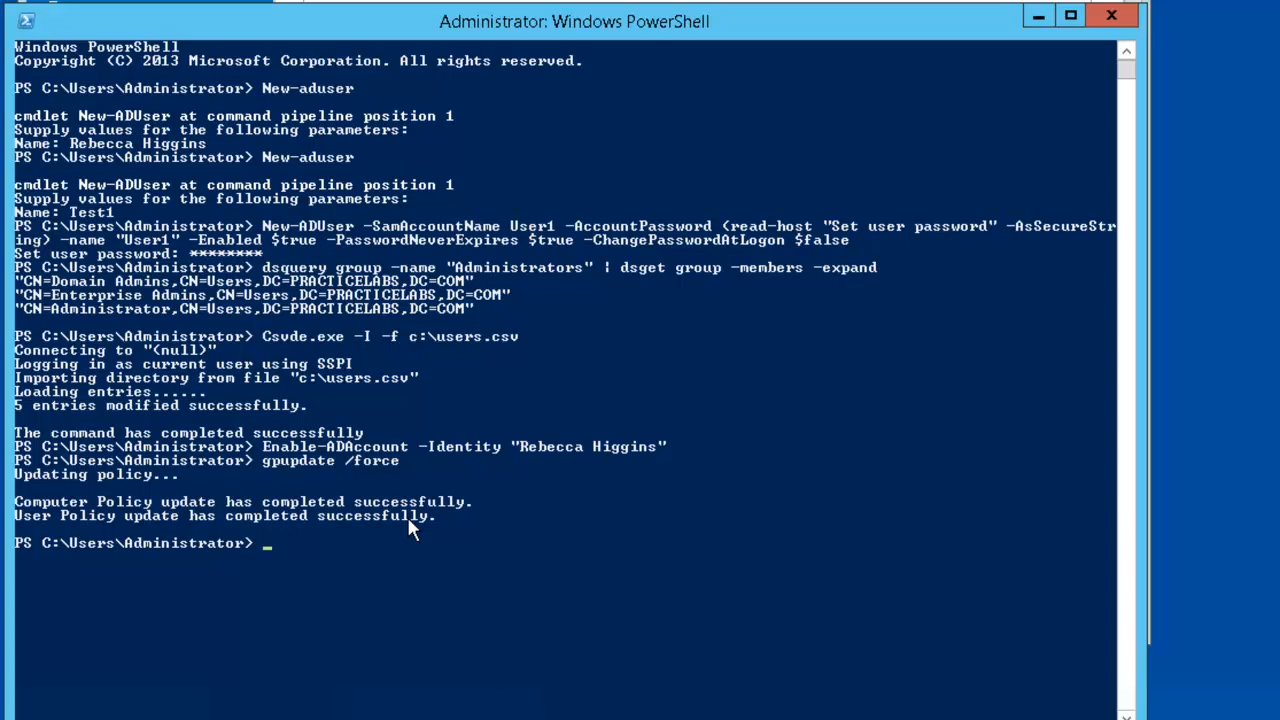 Administrator: Windows PowerShell
Windows PowerShell
Copyright (C) 2013 Microsoft Corporation. All rights reserved.
PS C:\Users\Administrator> New-aduser
cmdlet New-ADUser at command pipeline position 1
Supply values for the following parameters:
Name: Rebecca Higgins
PS C:\Users\Administrator> New-aduser
cmdlet New-ADUser at command pipeline position 1
Supply values for the following parameters:
Name: Test1
PS C:\Users\Administrator> New-ADUser -SamAccountName User1 -AccountPassword (read-host "Set user password" -AsSecureStr
ing) -name "User1" -Enabled $true -PasswordNeverExpires $true -ChangePasswordAtLogon $false
Set user password: ********
PS C:\Users\Administrator> dsquery group -name "Administrators" | dsget group -members -expand
"CN=Domain Admins,CN=Users,DC=PRACTICELABS,DC=COM"
"CN=Enterprise Admins,CN=Users,DC=PRACTICELABS,DC=COM"
"CN=Administrator,CN=Users,DC=PRACTICELABS,DC=COM"
PS C:\Users\Administrator> Csvde.exe -I -f c:\users.csv
Connecting to "(null)"
Logging in as current user using SSPI
Importing directory from file "c:\users.csv"
Loading entries......
5 entries modified successfully.
The command has completed successfully
PS C:\Users\Administrator> Enable-ADAccount -Identity "Rebecca Higgins"
PS C:\Users\Administrator> gpupdate /force
Updating policy...
Computer Policy update has completed successfully.
User Policy update has completed successfully.
PS C:\Users\Administrator> _